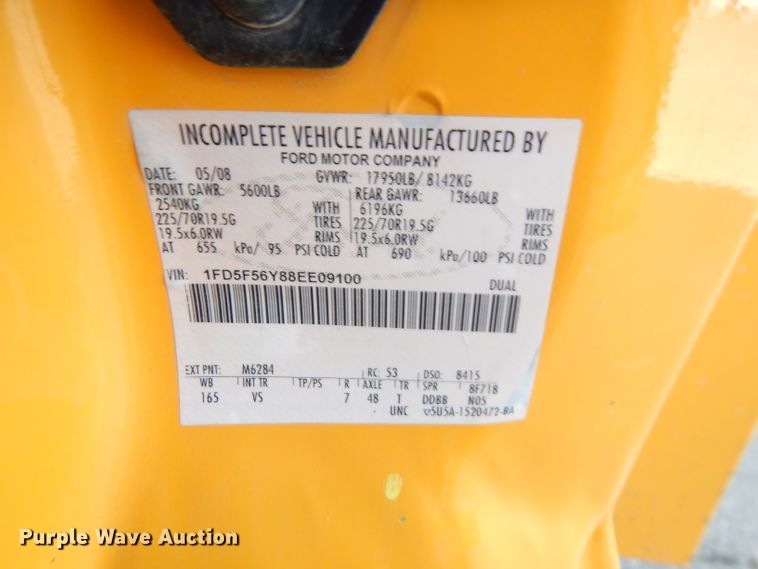 INCOMPLETE VEHICLE MANUFACTURED BY
FORD MOTOR COMPANY
DATE: 05/08 GVWR: 17950LB/ 8142KG
FRONT GAWR: 5600LB REAR GAWR: 13660LB
2540KG WITH 6196KG WITH
225/70R19.5G TIRES 225/70R19.5G TIRES
19.5x6.0RW RIMS 19.5x6.0RW RIMS
AT 655 kPa/ 95 PSI COLD AT 690 kPa/100 PSI COLD
VIN: 1FD5F56Y88EE09100 DUAL
EXT PNT: M6284 RC: 53 DSO: 8415
WB INT TR TP/PS R AXLE TR SPR 8F718
165 VS 7 48 T DDBB N05
UNC ▽5U5A-1520472-BA
Purple Wave Auction